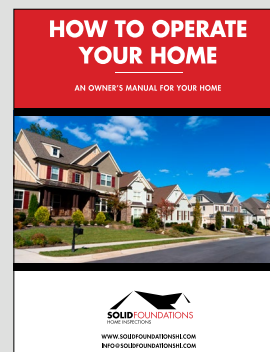 HOW TO OPERATE
YOUR HOME
AN OWNER'S MANUAL FOR YOUR HOME
SOLIDFOUNDATIONS
HOME INSPECTIONS
WWW.SOLIDFOUNDATIONSHI.COM
INFO@SOLIDFOUNDATIONSHI.COM